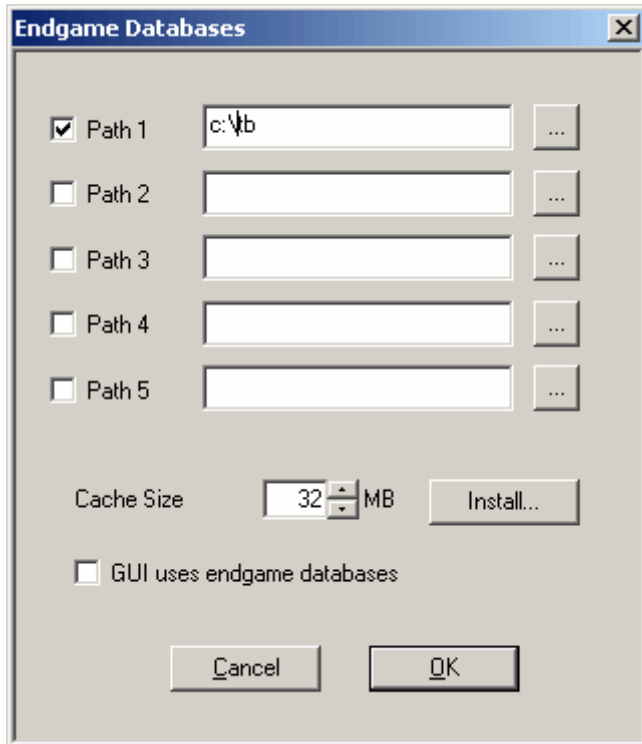 Endgame Databases
Path 1 c:\tb ...
Path 2 ...
Path 3 ...
Path 4 ...
Path 5 ...
Cache Size 32 MB Install...
GUI uses endgame databases
Cancel OK